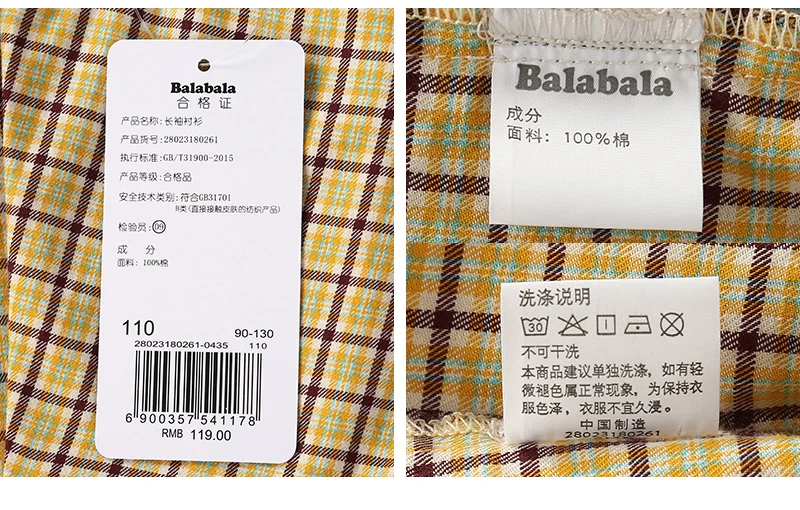 Balabala
合格证
产品名称:长袖衬衫
产品货号:28023180261
执行标准:GB/T31900-2015
产品等级:合格品
安全技术类别:符合GB31701
B类(直接接触皮肤的纺织产品)
检验员:09
成 分
面料:100%棉
110 90-130
28023180261-0435 110
6 900357 541178
RMB 119.00
Balabala
成分
面料: 100%棉
洗涤说明
30
不可干洗
本商品建议单独洗涤,如有轻
微褪色属正常现象,为保持衣
服色泽,衣服不宜久浸。
中国制造
28023180261